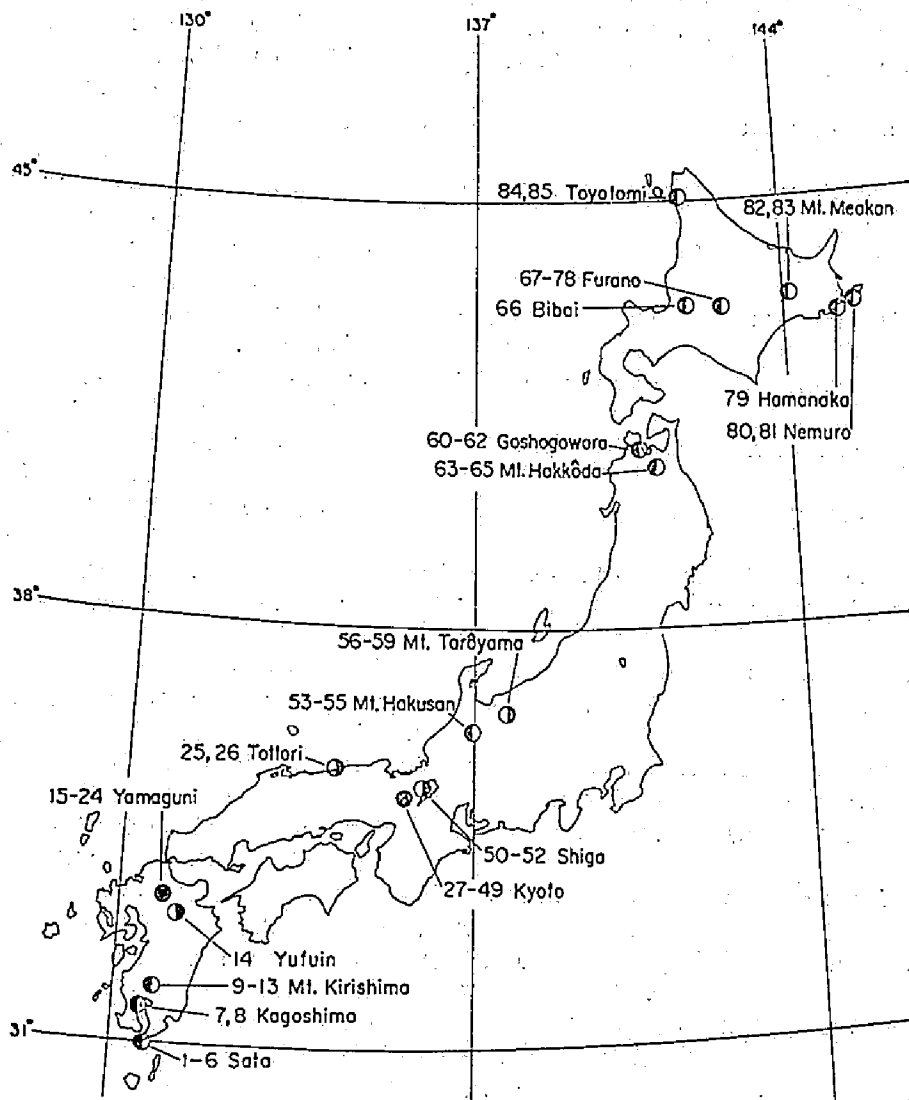 130°
137°
144°
45°
84,85 Toyotomi
82,83 Mt. Meakan
67-78 Furano
66 Bibai
79 Hamanaka
80,81 Nemuro
60-62 Goshogawara
63-65 Mt. Hakkôda
38°
56-59 Mt. Tarôyama
53-55 Mt. Hakusan
25, 26 Tottori
15-24 Yamaguni
50-52 Shiga
27-49 Kyoto
14 Yufuin
9-13 Mt. Kirishima
7,8 Kagoshima
31°
1-6 Sata